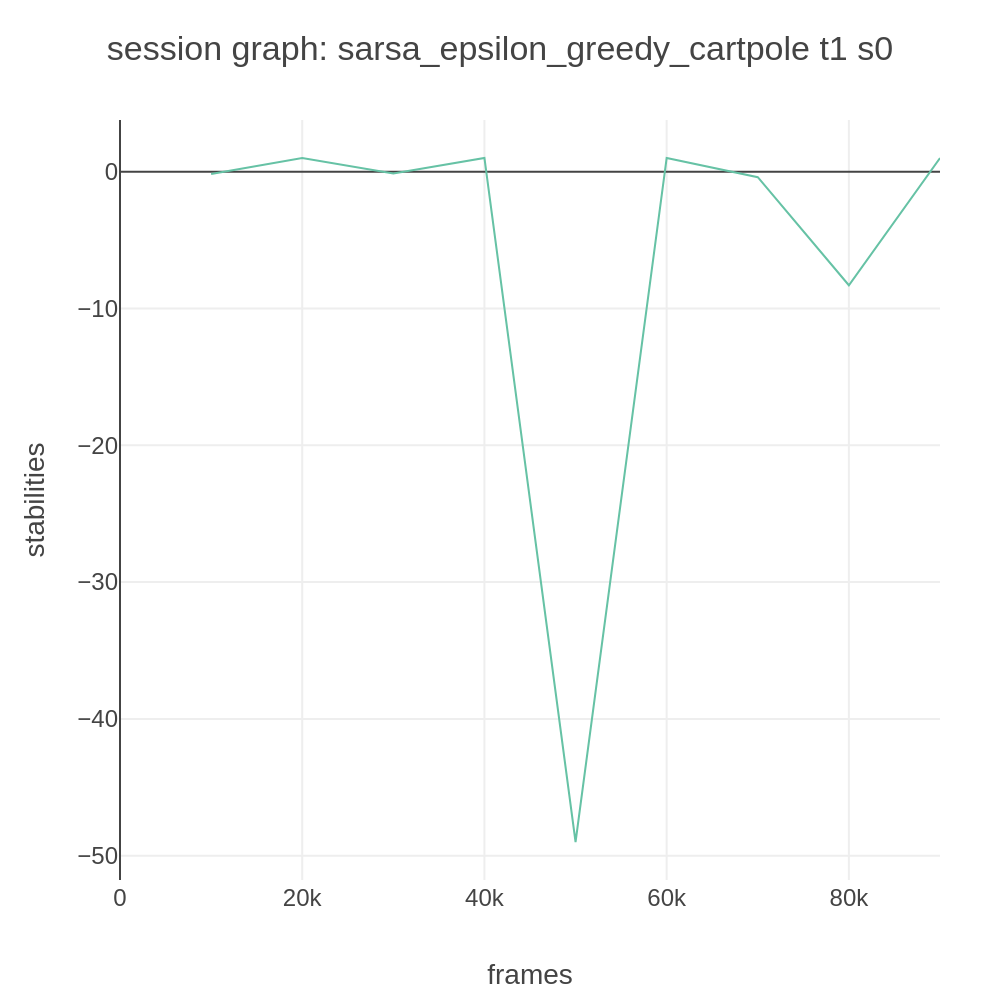 session graph: sarsa_epsilon_greedy_cartpole t1 s0
0
−10
−20
−30
−40
−50
stabilities
0
20k
40k
60k
80k
frames